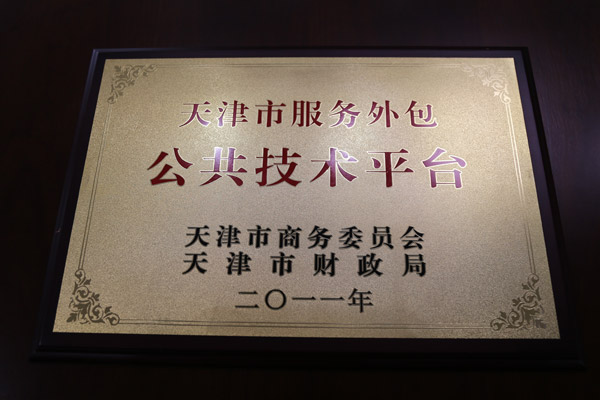 天津市服务外包
公共技术平台
天津市商务委员会
天津市财政局
二〇一一年